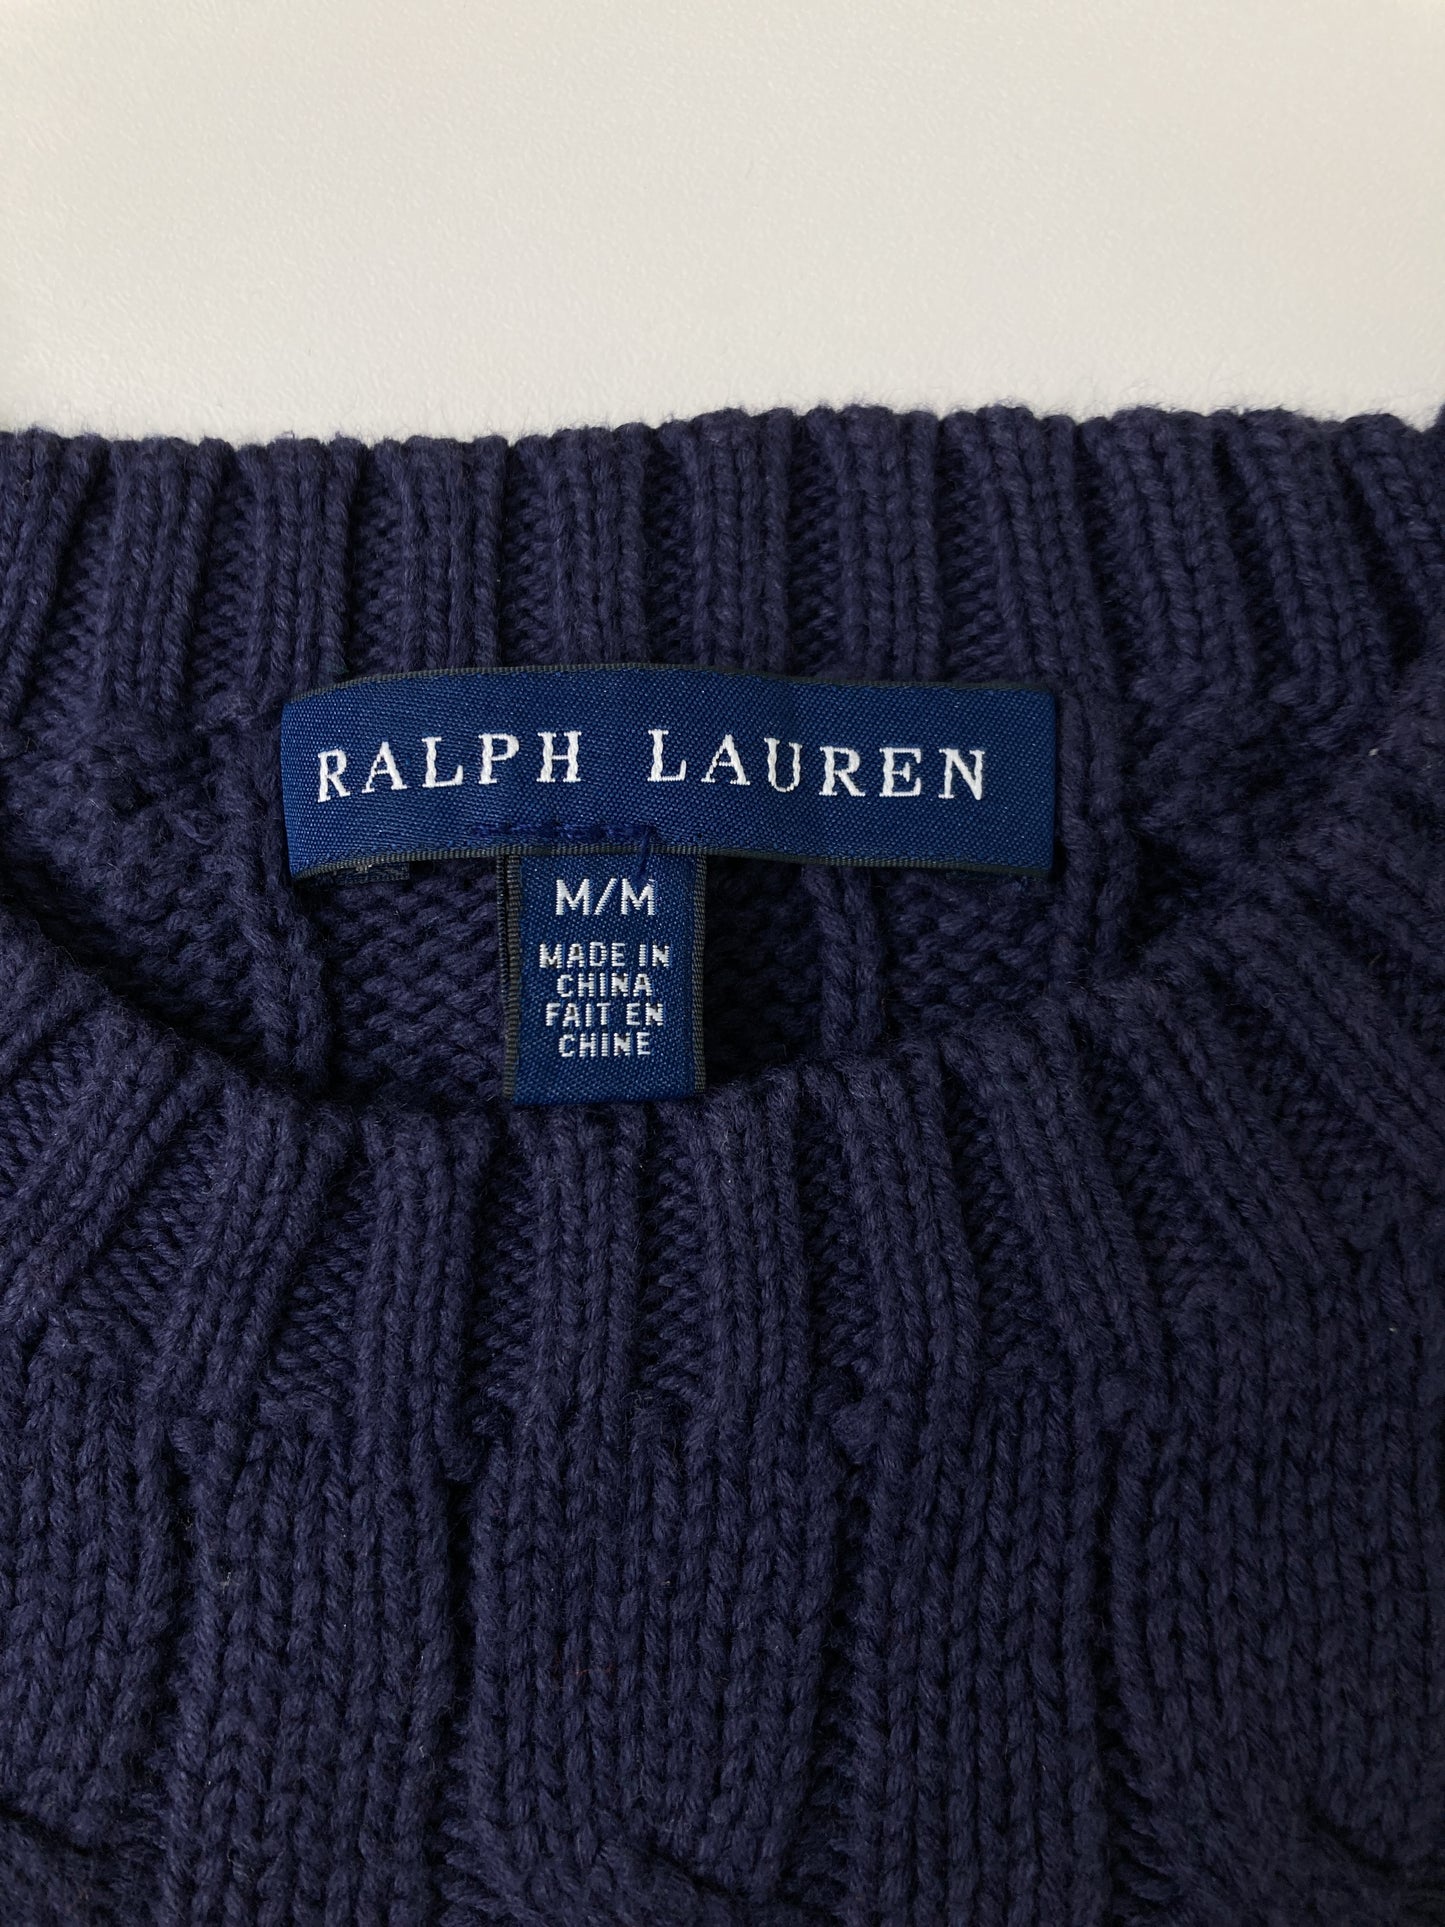 RALPH LAUREN
M/M
MADE IN
CHINA
FAIT EN
CHINE